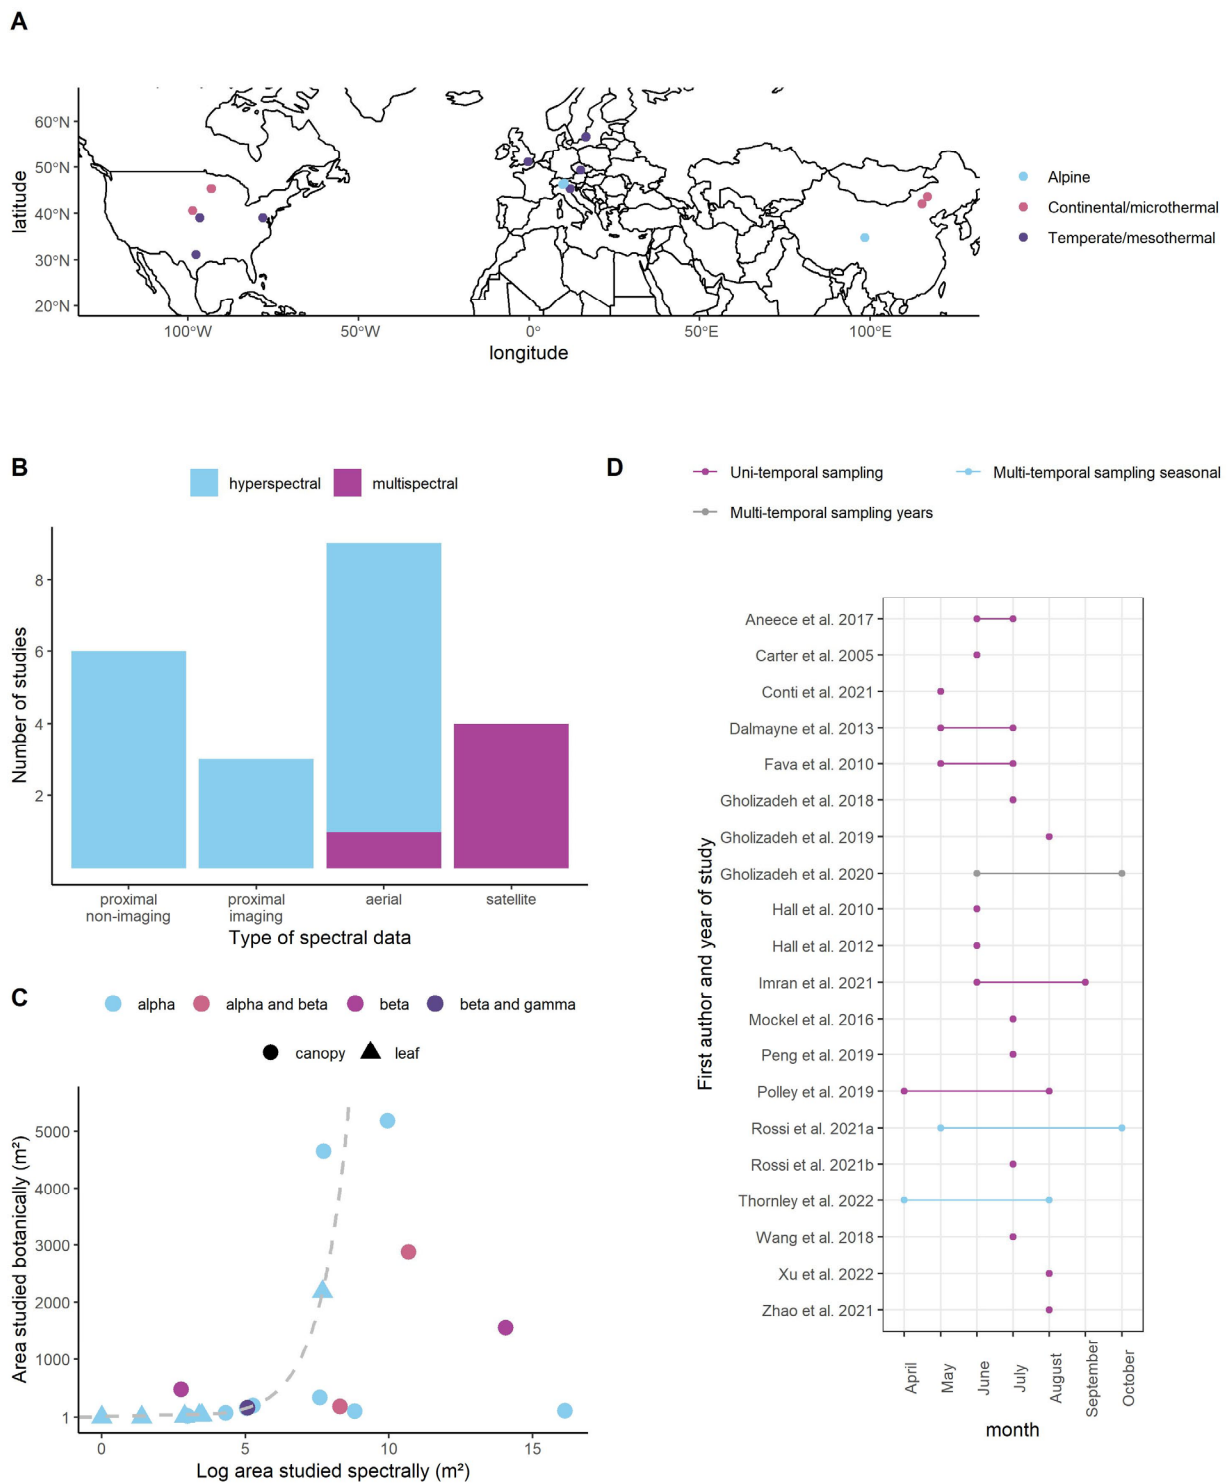 A
60°N
50°N
40°N
30°N
20°N
latitude
100°W
50°W
0°
50°E
100°E
longitude
Alpine
Continental/microthermal
Temperate/mesothermal
B
hyperspectral
multispectral
8
6
4
2
Number of studies
proximal
non-imaging
proximal
imaging
aerial
satellite
Type of spectral data
C
alpha
alpha and beta
beta
beta and gamma
canopy
leaf
5000
4000
3000
2000
1000
1
Area studied botanically (m²)
0
5
10
15
Log area studied spectrally (m²)
D
Uni-temporal sampling
Multi-temporal sampling seasonal
Multi-temporal sampling years
First author and year of study
Aneece et al. 2017
Carter et al. 2005
Conti et al. 2021
Dalmayne et al. 2013
Fava et al. 2010
Gholizadeh et al. 2018
Gholizadeh et al. 2019
Gholizadeh et al. 2020
Hall et al. 2010
Hall et al. 2012
Imran et al. 2021
Mockel et al. 2016
Peng et al. 2019
Polley et al. 2019
Rossi et al. 2021a
Rossi et al. 2021b
Thornley et al. 2022
Wang et al. 2018
Xu et al. 2022
Zhao et al. 2021
April
May
June
July
August
September
October
month